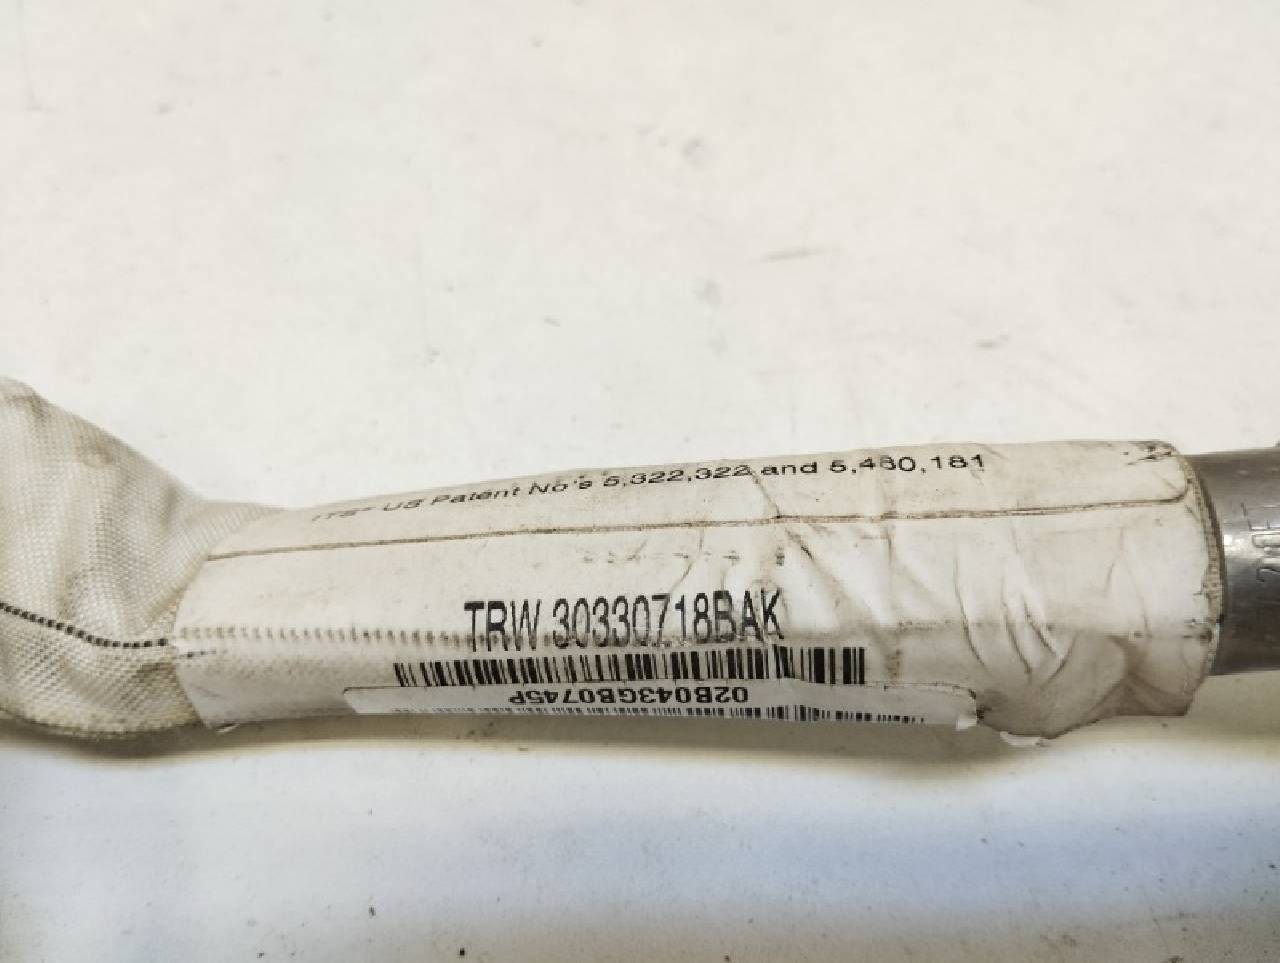 "ITS" US Patent No's 5,322,322 and 5,480,181
TRW 30330718BAK
02B043GB0745P